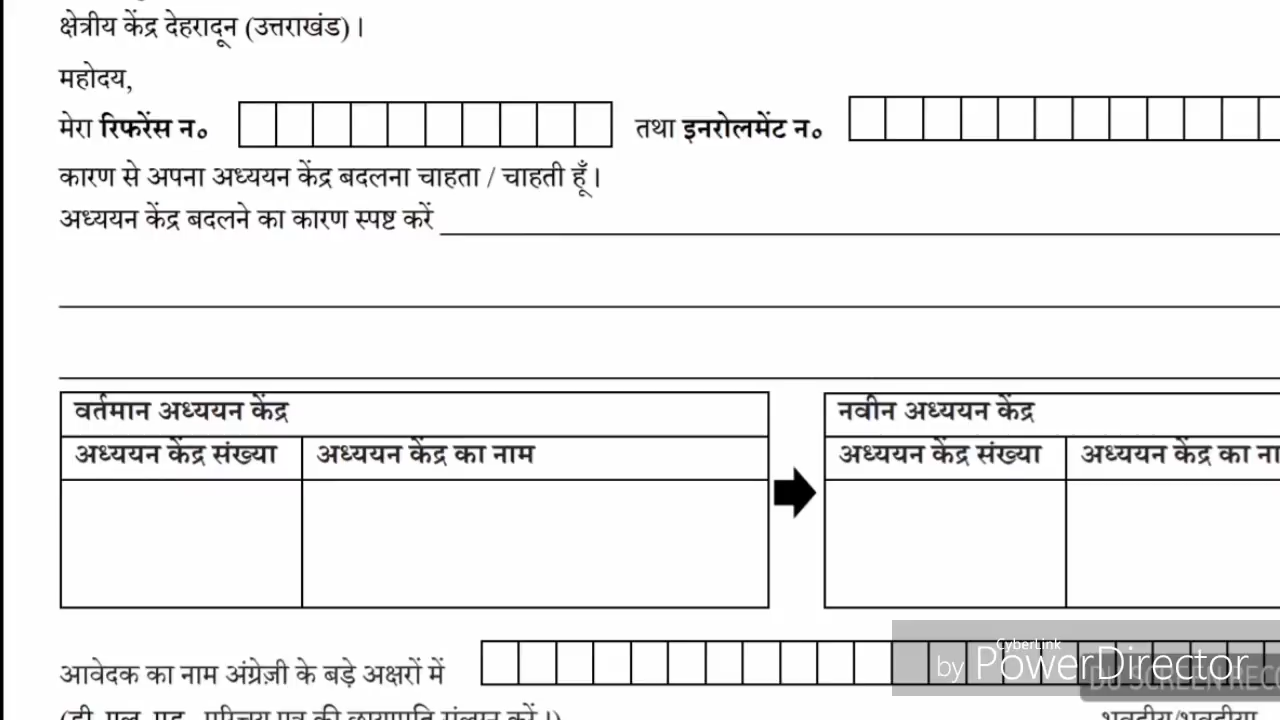 क्षेत्रीय केंद्र देहरादून (उत्तराखंड) ।
महोदय,
मेरा रिफरेंस न० तथा इनरोलमेंट न०
कारण से अपना अध्ययन केंद्र बदलना चाहता / चाहती हूँ ।
अध्ययन केंद्र बदलने का कारण स्पष्ट करें
वर्तमान अध्ययन केंद्र
अध्ययन केंद्र संख्या अध्ययन केंद्र का नाम
नवीन अध्ययन केंद्र
अध्ययन केंद्र संख्या अध्ययन केंद्र का
आवेदक का नाम अंग्रेज़ी के बड़े अक्षरों में
CyberLink
by PowerDirector
DU SCREEN